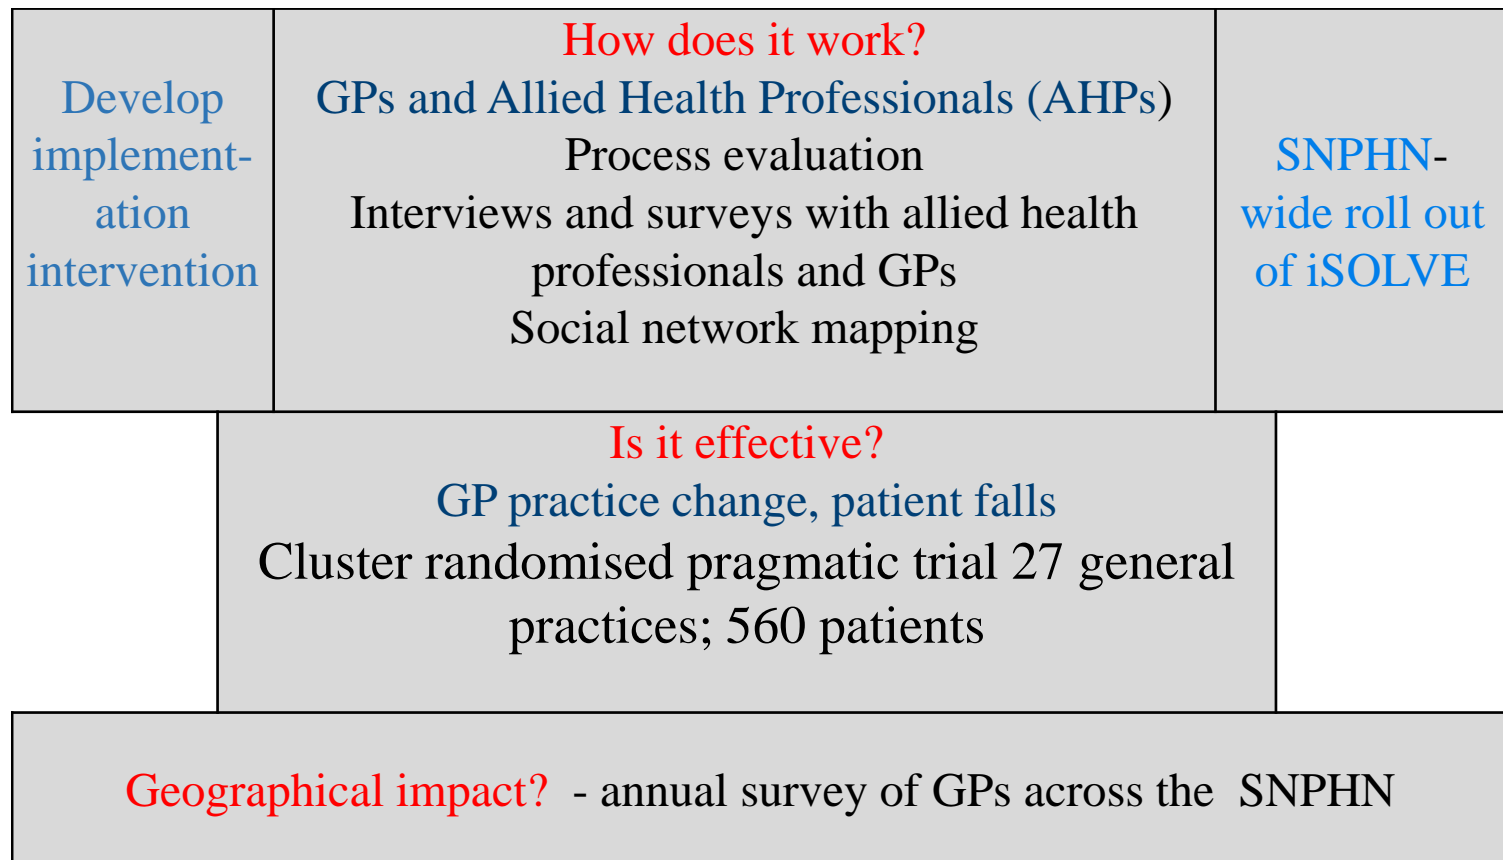 Develop
implement-
ation
intervention
How does it work?
GPs and Allied Health Professionals (AHPs)
Process evaluation
Interviews and surveys with allied health
professionals and GPs
Social network mapping
SNPHN-
wide roll out
of iSOLVE
Is it effective?
GP practice change, patient falls
Cluster randomised pragmatic trial 27 general
practices; 560 patients
Geographical impact? - annual survey of GPs across the SNPHN